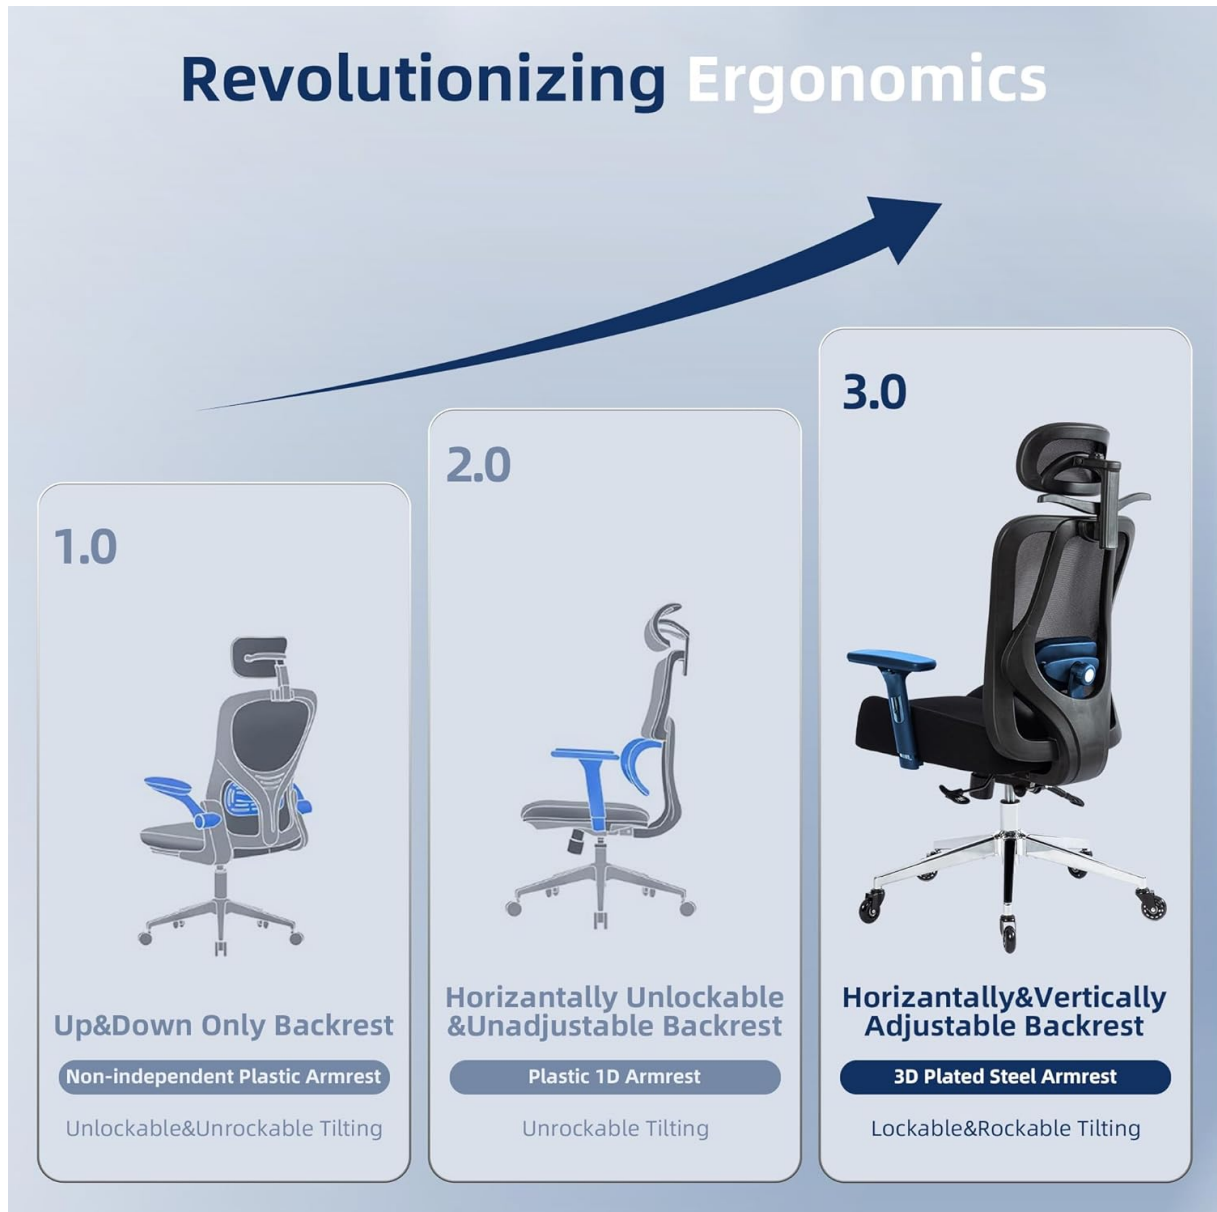 Revolutionizing Ergonomics
1.0
Up&Down Only Backrest
Non-independent Plastic Armrest
Unlockable&Unrockable Tilting
2.0
Horizantally Unlockable
&Unadjustable Backrest
Plastic 1D Armrest
Unrockable Tilting
3.0
Horizantally&Vertically
Adjustable Backrest
3D Plated Steel Armrest
Lockable&Rockable Tilting